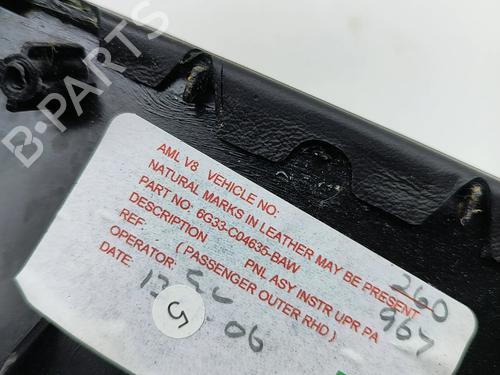 B-PARTS
AML V8 VEHICLE NO:
NATURAL MARKS IN LEATHER MAY BE PRESENT
PART NO: 6G33-C04635-BAW
DESCRIPTION PNL ASY INSTR UPR PA
REF: ( PASSENGER OUTER RHD )
OPERATOR:
DATE:
260
967
5
06